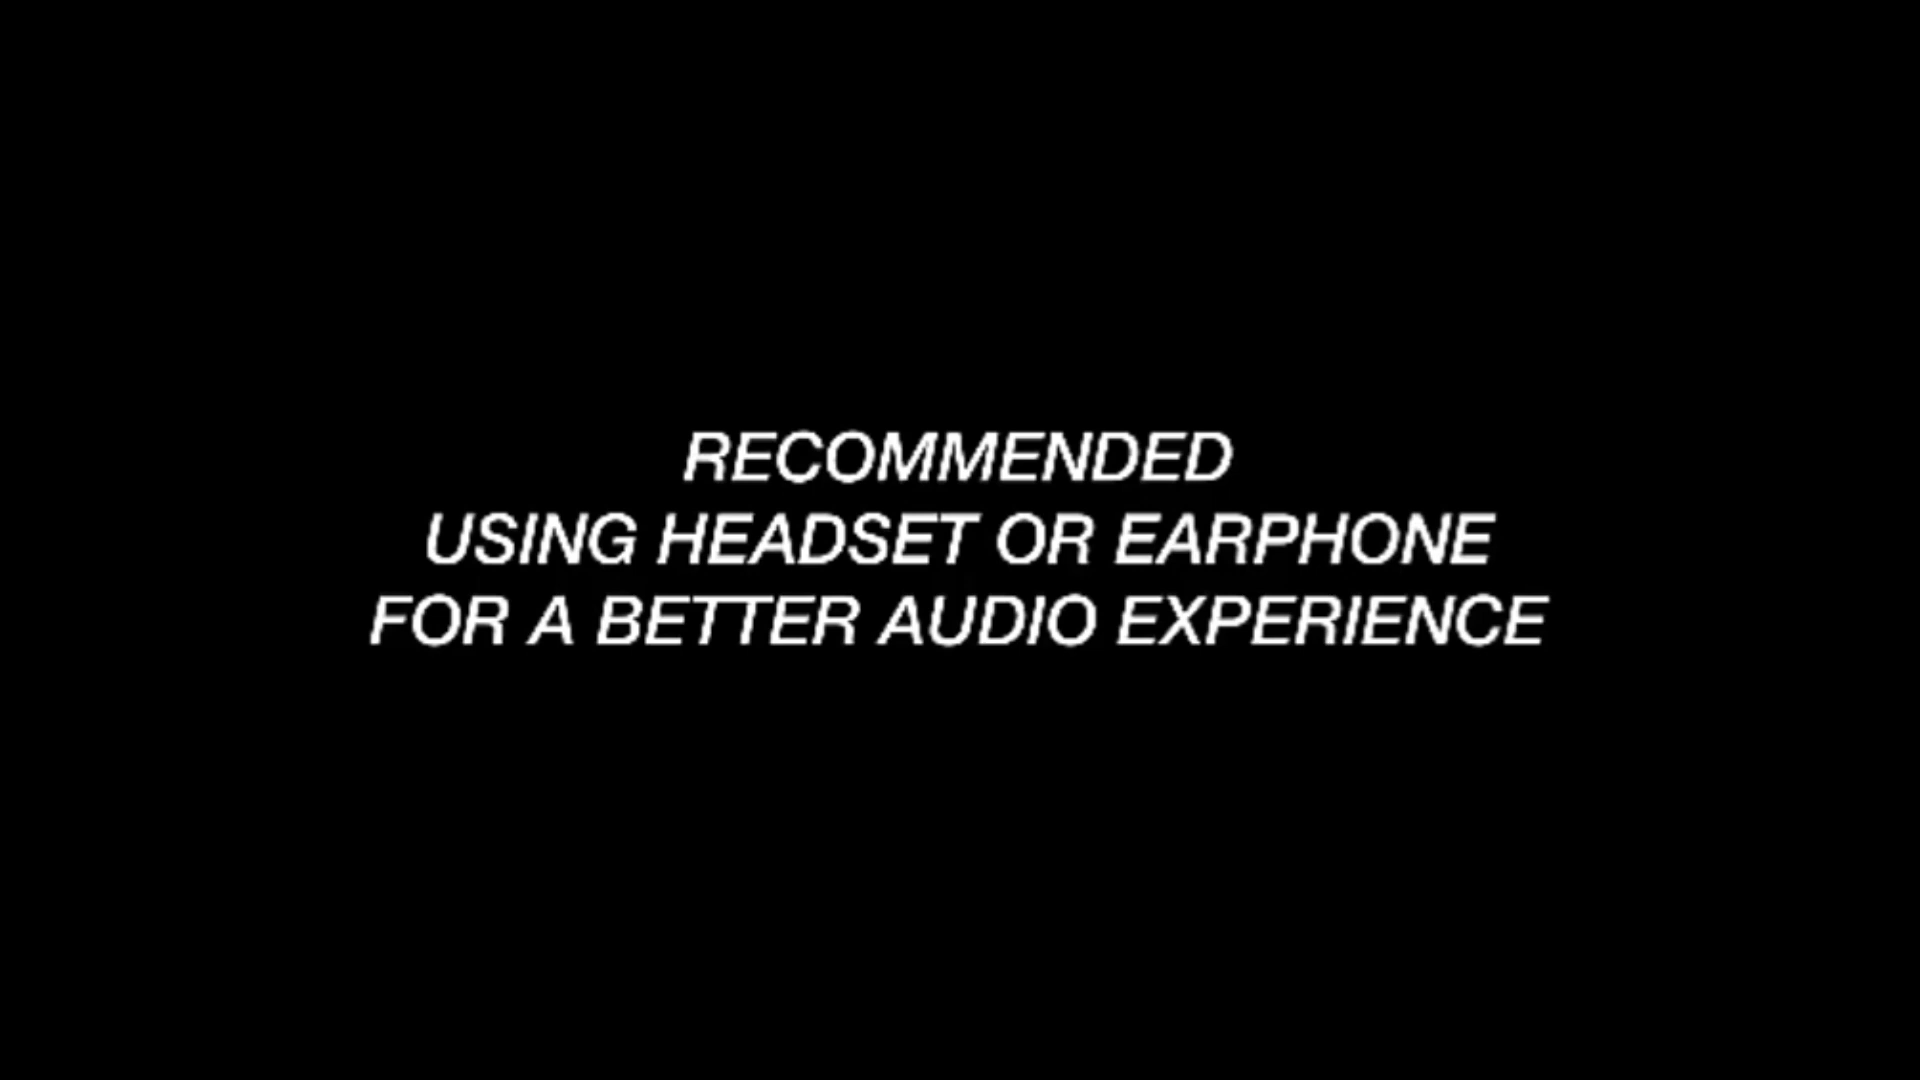 RECOMMENDED
USING HEADSET OR EARPHONE
FOR A BETTER AUDIO EXPERIENCE